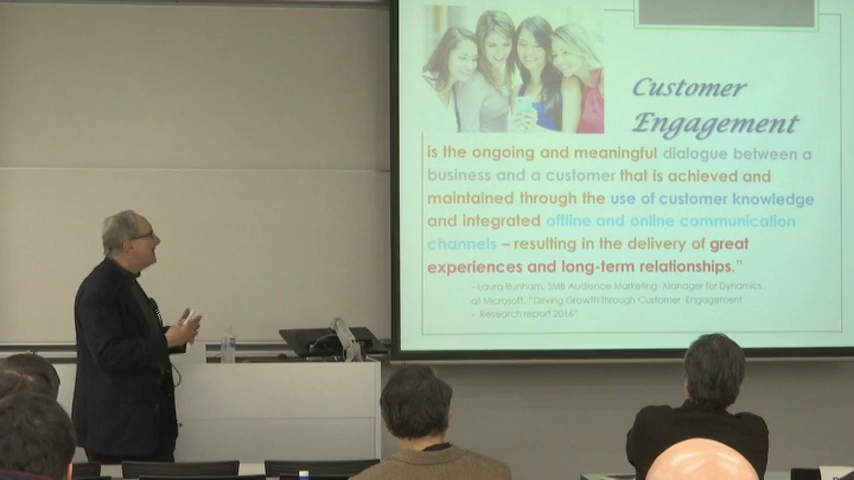 Customer
Engagement
is the ongoing and meaningful dialogue between a
business and a customer that is achieved and
maintained through the use of customer knowledge
and integrated offline and online communication
channels – resulting in the delivery of great
experiences and long-term relationships."
–Laura Runham, SMB Audience Marketing Manager for Dynamics
at Microsoft, "Driving Growth Through Customer Engagement
- Research report 2016"